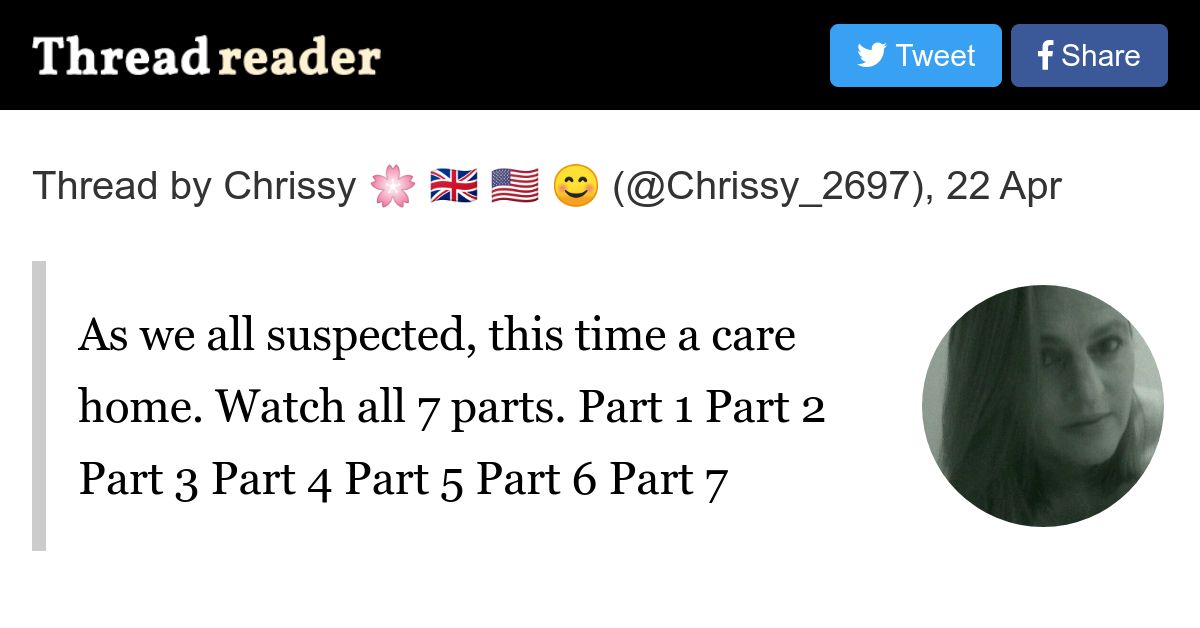 Thread reader
Tweet
Share
Thread by Chrissy 🌸 🇬🇧 🇺🇸 😊 (@Chrissy_2697), 22 Apr
As we all suspected, this time a care
home. Watch all 7 parts. Part 1 Part 2
Part 3 Part 4 Part 5 Part 6 Part 7